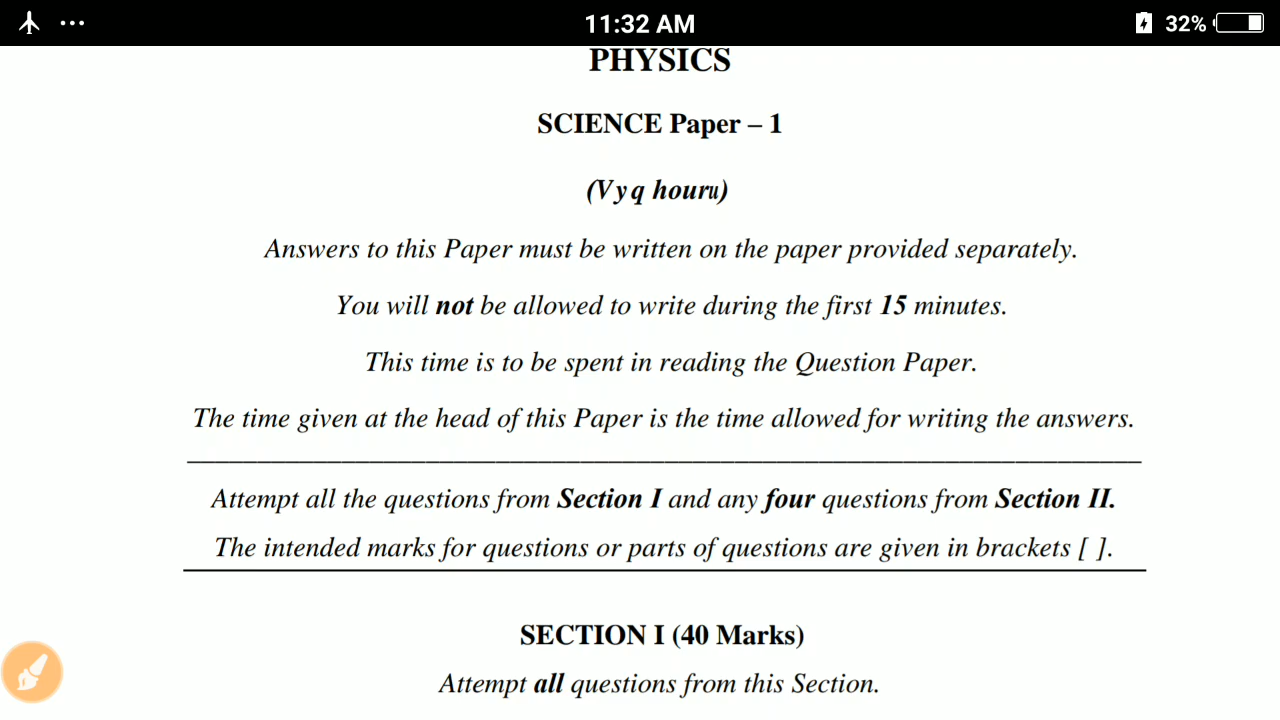 11:32 AM
32%
PHYSICS
SCIENCE Paper – 1
(Vyq houru)
Answers to this Paper must be written on the paper provided separately.
You will not be allowed to write during the first 15 minutes.
This time is to be spent in reading the Question Paper.
The time given at the head of this Paper is the time allowed for writing the answers.
Attempt all the questions from Section I and any four questions from Section II.
The intended marks for questions or parts of questions are given in brackets [ ].
SECTION I (40 Marks)
Attempt all questions from this Section.